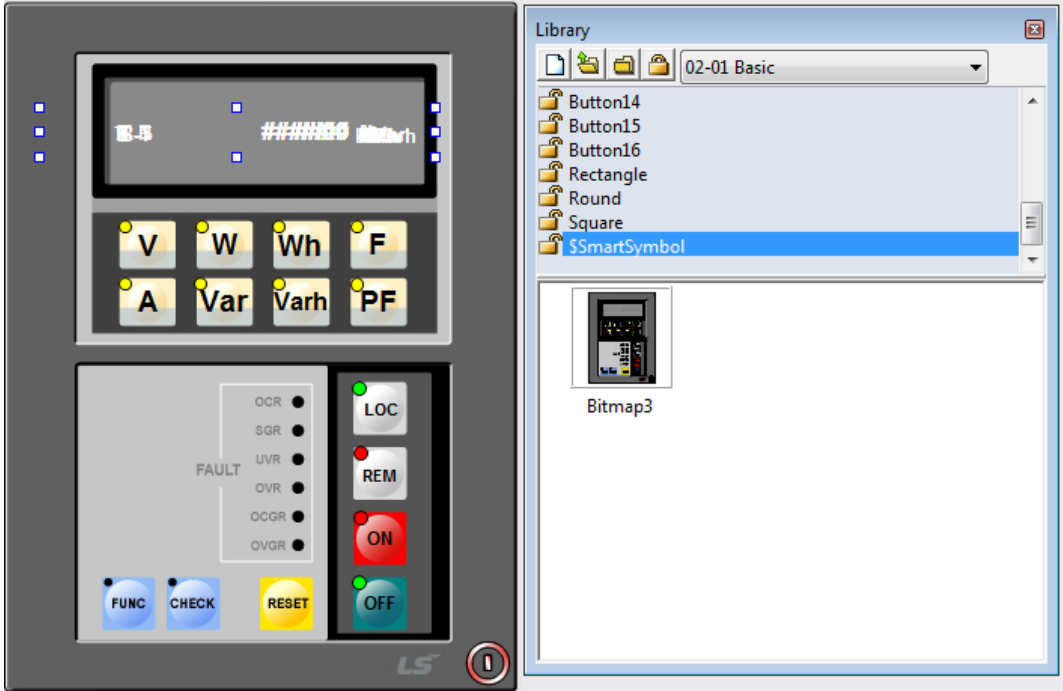 Library
02-01 Basic
Button14
Button15
Button16
Rectangle
Round
Square
$SmartSymbol
Bitmap3
V W Wh F
A Var Varh PF
FAULT
OCR
SGR
UVR
OVR
OCGR
OVGR
LOC
REM
ON
OFF
FUNC CHECK RESET
LS